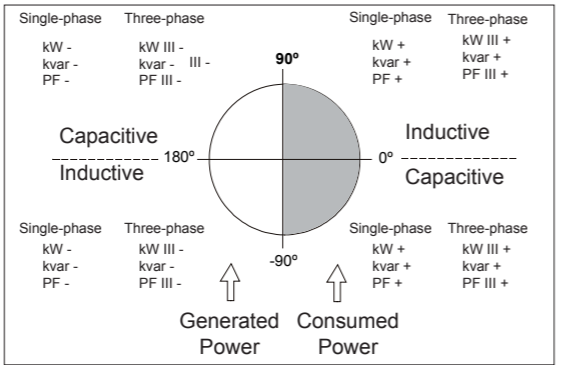 Single-phase Three-phase
kW - kW III -
kvar - kvar - III -
PF - PF III -
Single-phase Three-phase
kW + kW III +
kvar + kvar +
PF + PF III +
90º
Capacitive
180º
Inductive
Inductive
0º
Capacitive
Single-phase Three-phase
kW - kW III -
kvar - kvar -
PF - PF III -
-90º
Single-phase Three-phase
kW + kW III +
kvar + kvar +
PF + PF III +
Generated
Power
Consumed
Power